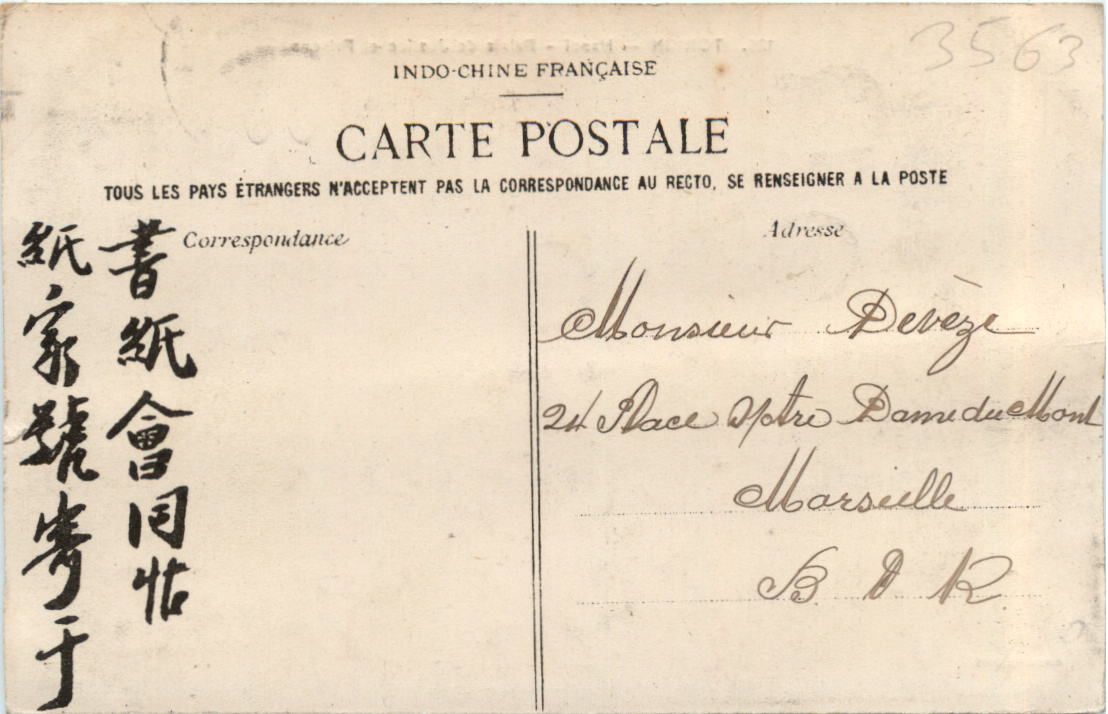 3563
INDO-CHINE FRANÇAISE
CARTE POSTALE
TOUS LES PAYS ÉTRANGERS N'ACCEPTENT PAS LA CORRESPONDANCE AU RECTO, SE RENSEIGNER A LA POSTE
Correspondance
書紙會同帖
紙家號寄于
Adresse
Monsieur Devèze
24 Place Notre Dame du Mont
Marseille
B D R